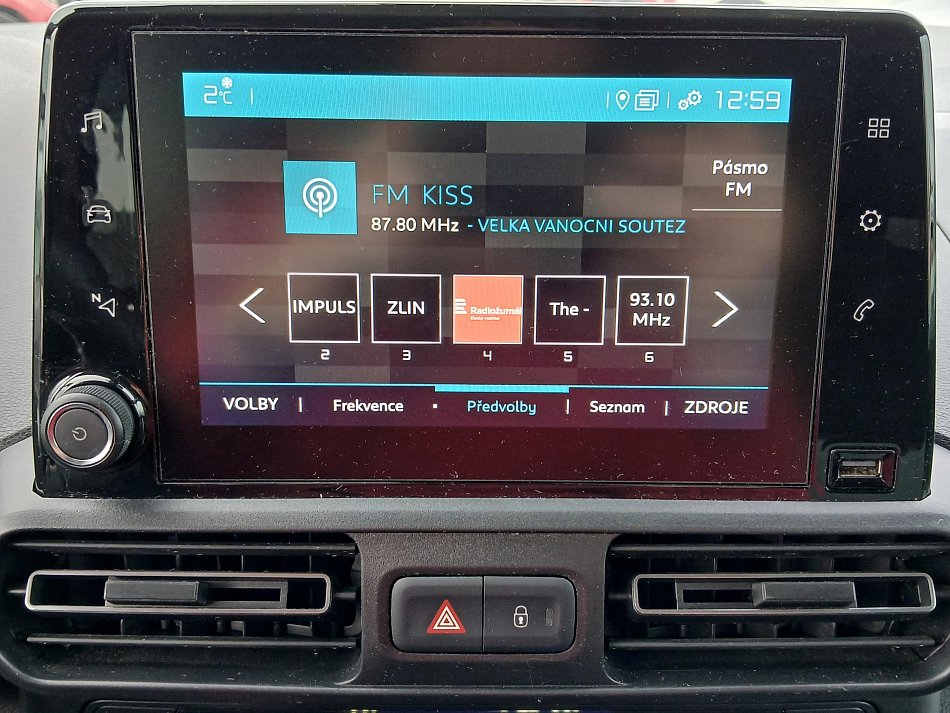 2°C
12:59
Pásmo
FM
FM KISS
87.80 MHz - VELKA VANOCNI SOUTEZ
IMPULS
ZLIN
Radiožurnál
The -
93.10
MHz
2
3
4
5
6
VOLBY
Frekvence
Předvolby
Seznam
ZDROJE
N